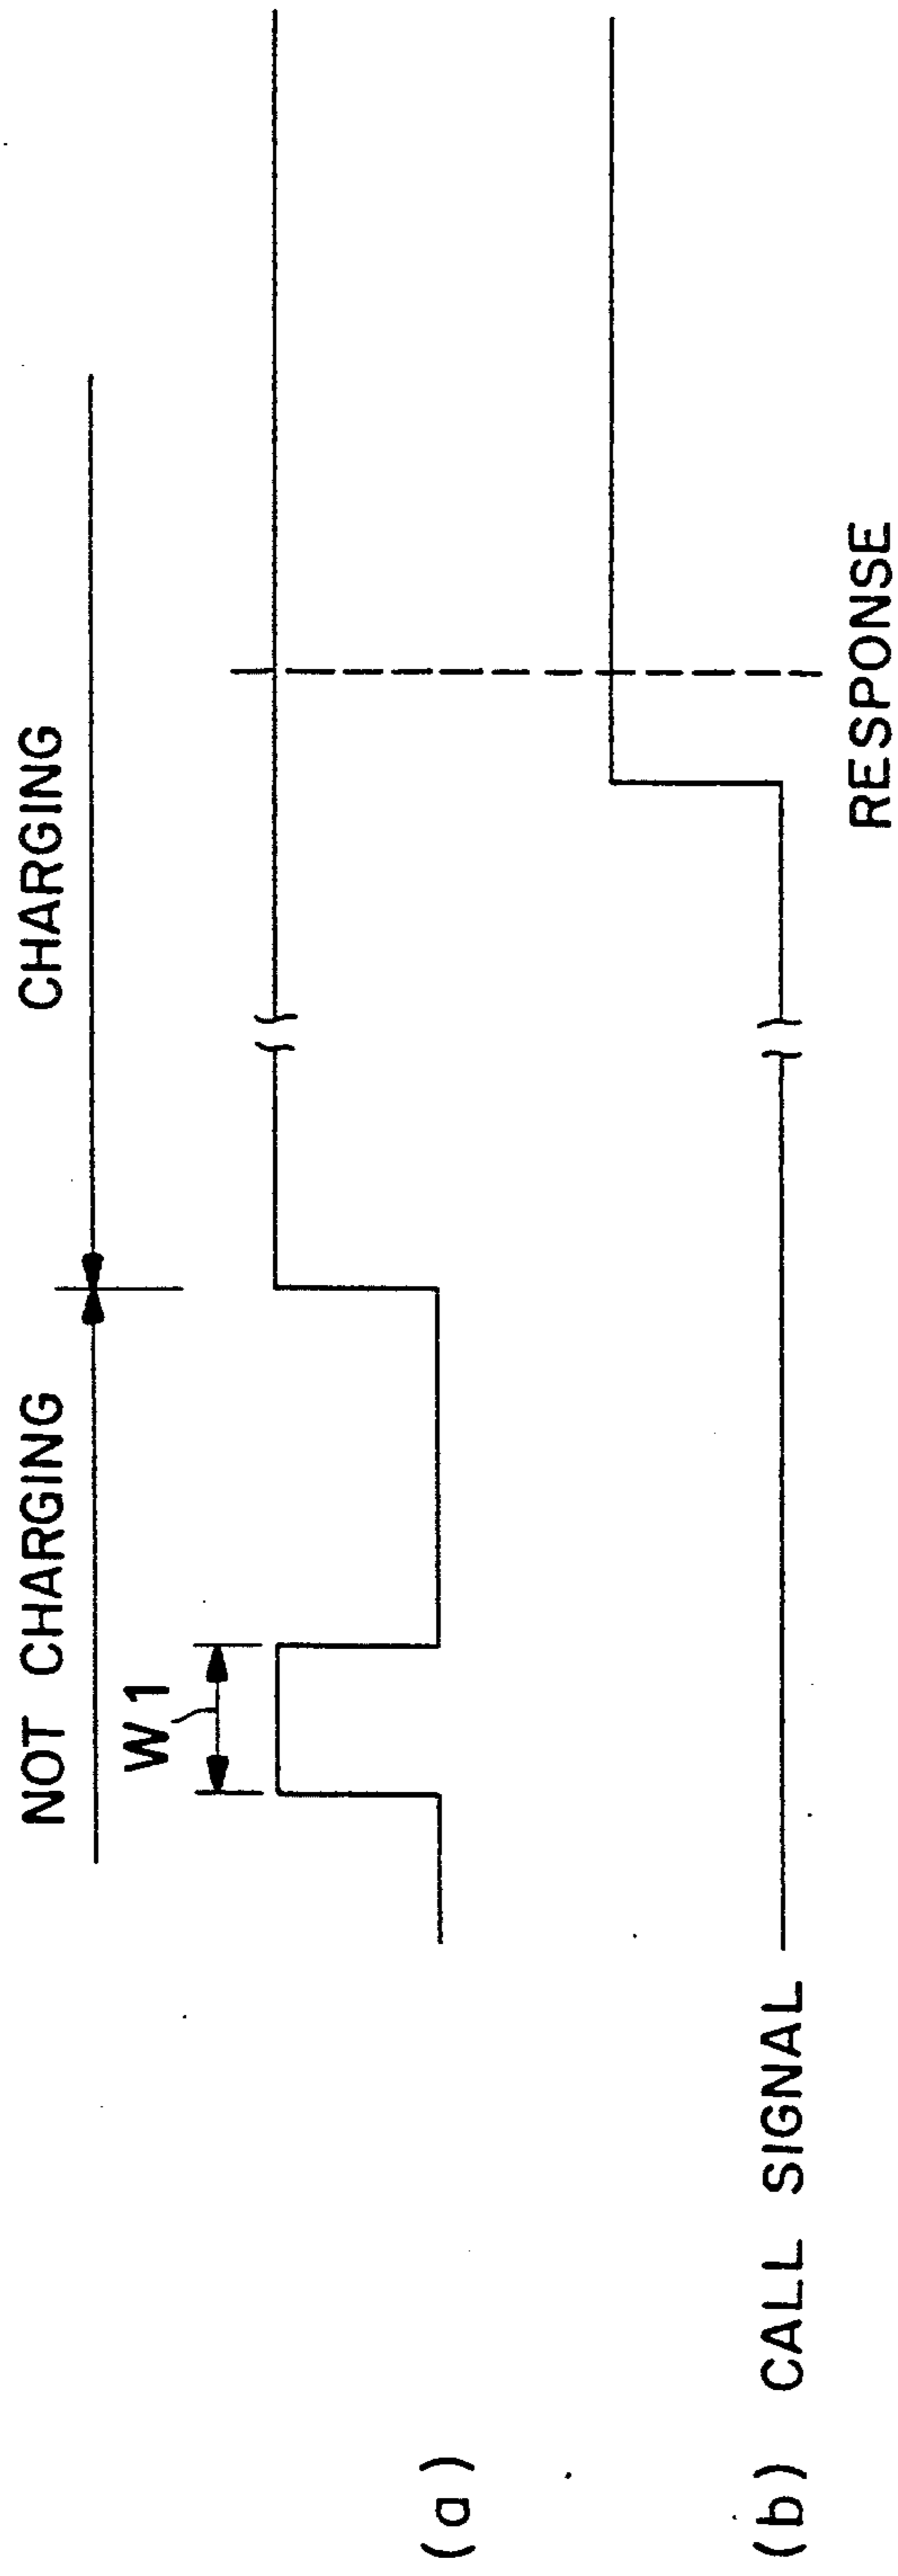 NOT CHARGING
CHARGING
W1
(a)
(b) CALL SIGNAL
RESPONSE